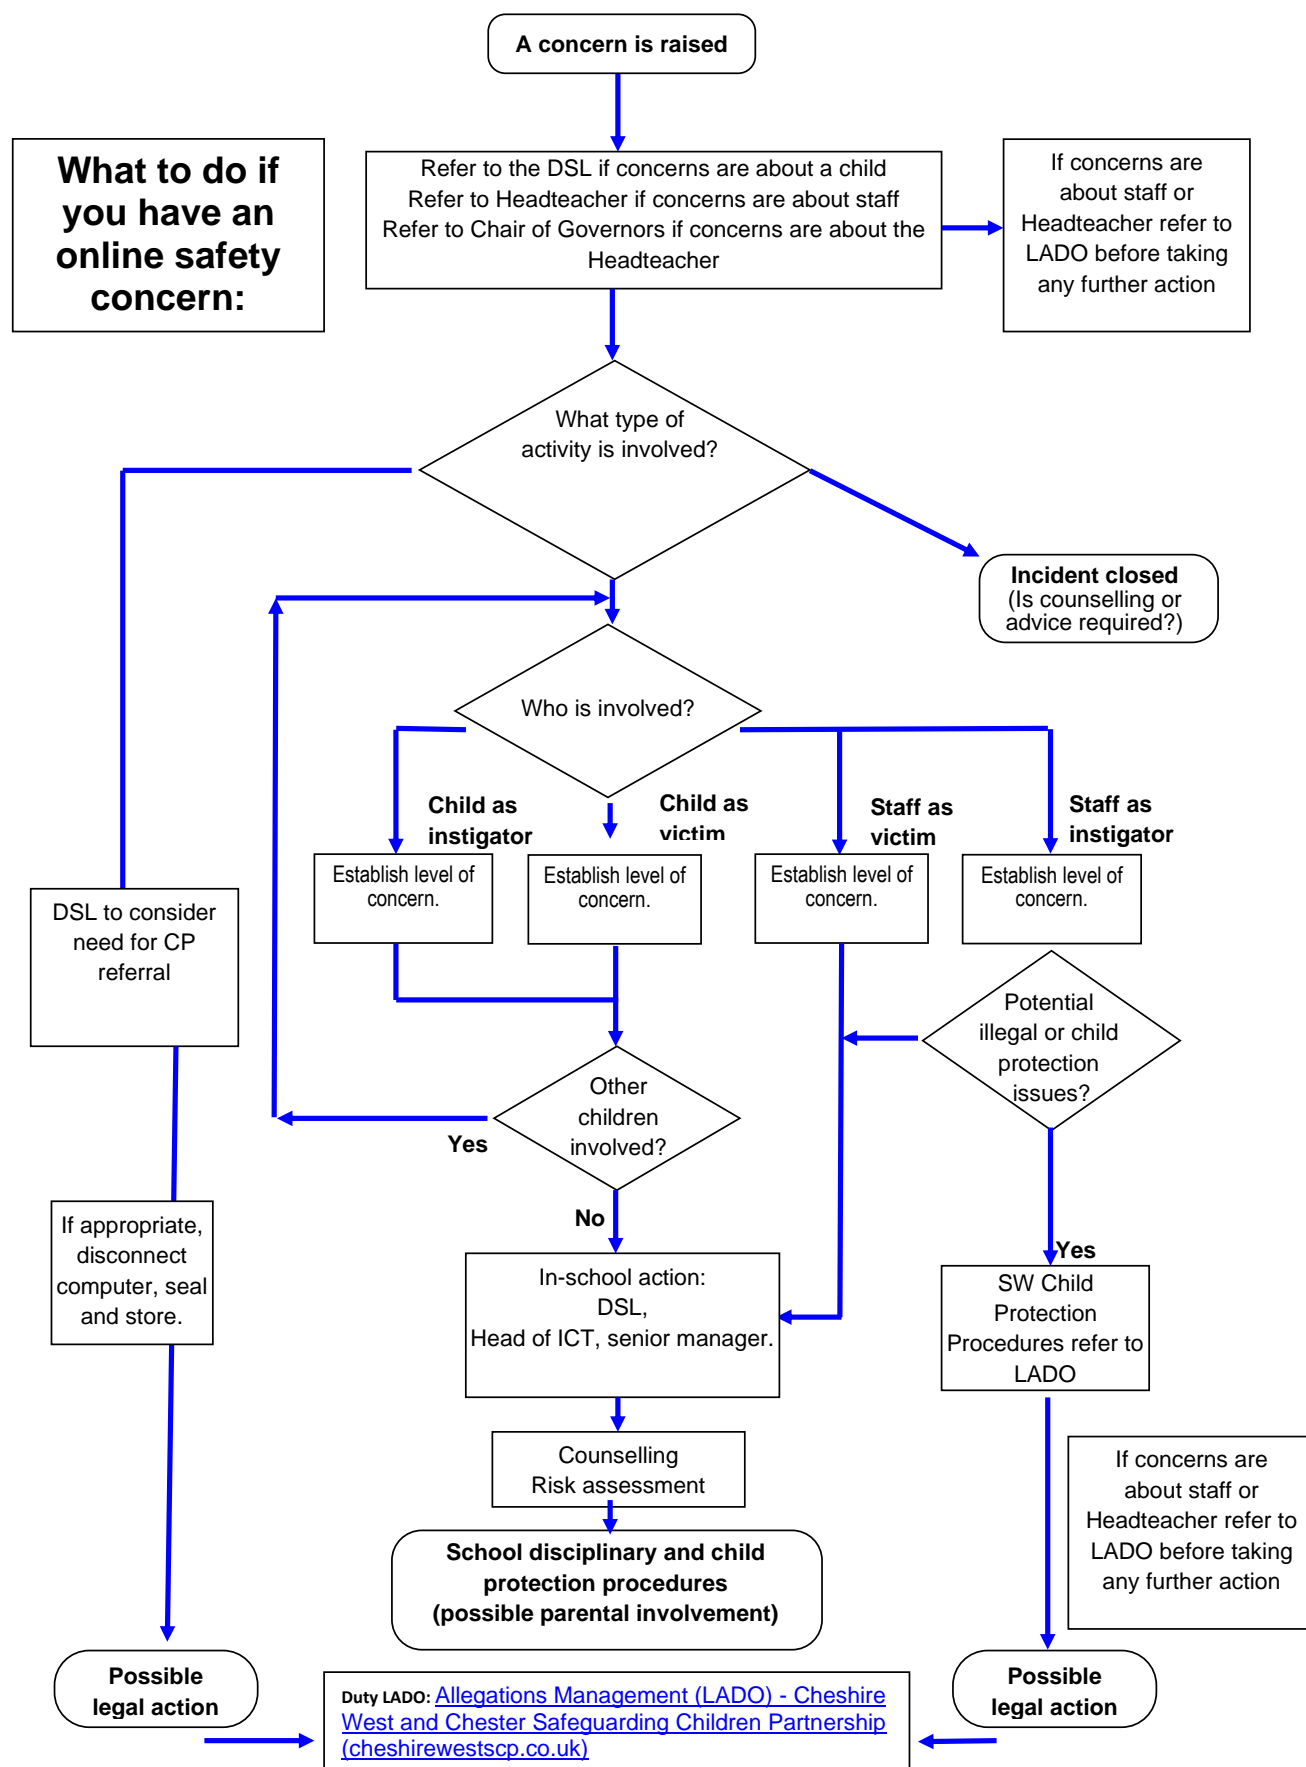 A concern is raised
What to do if
you have an
online safety
concern:
Refer to the DSL if concerns are about a child
Refer to Headteacher if concerns are about staff
Refer to Chair of Governors if concerns are about the
Headteacher
If concerns are
about staff or
Headteacher refer to
LADO before taking
any further action
What type of
activity is involved?
Incident closed
(Is counselling or
advice required?)
Who is involved?
Child as
instigator
Child as
victim
Staff as
victim
Staff as
instigator
Establish level of
concern.
Establish level of
concern.
Establish level of
concern.
Establish level of
concern.
DSL to consider
need for CP
referral
Potential
illegal or child
protection
issues?
Other
children
involved?
Yes
No
If appropriate,
disconnect
computer, seal
and store.
Yes
In-school action:
DSL,
Head of ICT, senior manager.
SW Child
Protection
Procedures refer to
LADO
Counselling
Risk assessment
If concerns are
about staff or
Headteacher refer to
LADO before taking
any further action
School disciplinary and child
protection procedures
(possible parental involvement)
Possible
legal action
Duty LADO: Allegations Management (LADO) - Cheshire
West and Chester Safeguarding Children Partnership
(cheshirewestscp.co.uk)
Possible
legal action